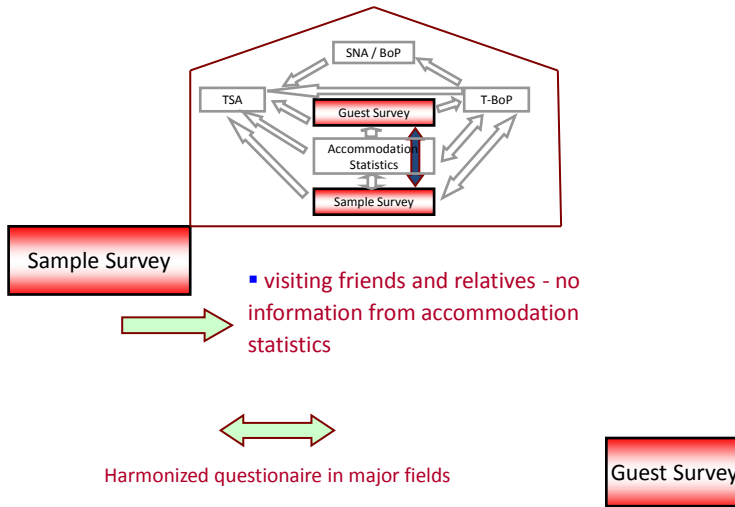 SNA / BoP
TSA
T-BoP
Guest Survey
Accommodation
Statistics
Sample Survey
Sample Survey
▪ visiting friends and relatives - no
information from accommodation
statistics
Harmonized questionaire in major fields
Guest Survey